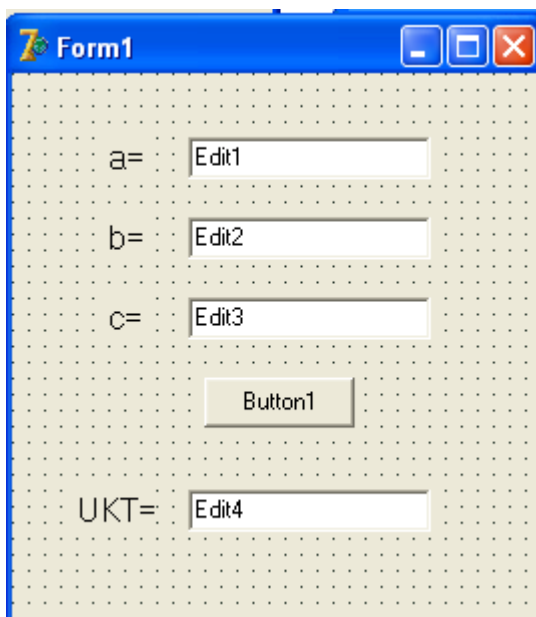 Form1
a= Edit1
b= Edit2
c= Edit3
Button1
UKT= Edit4